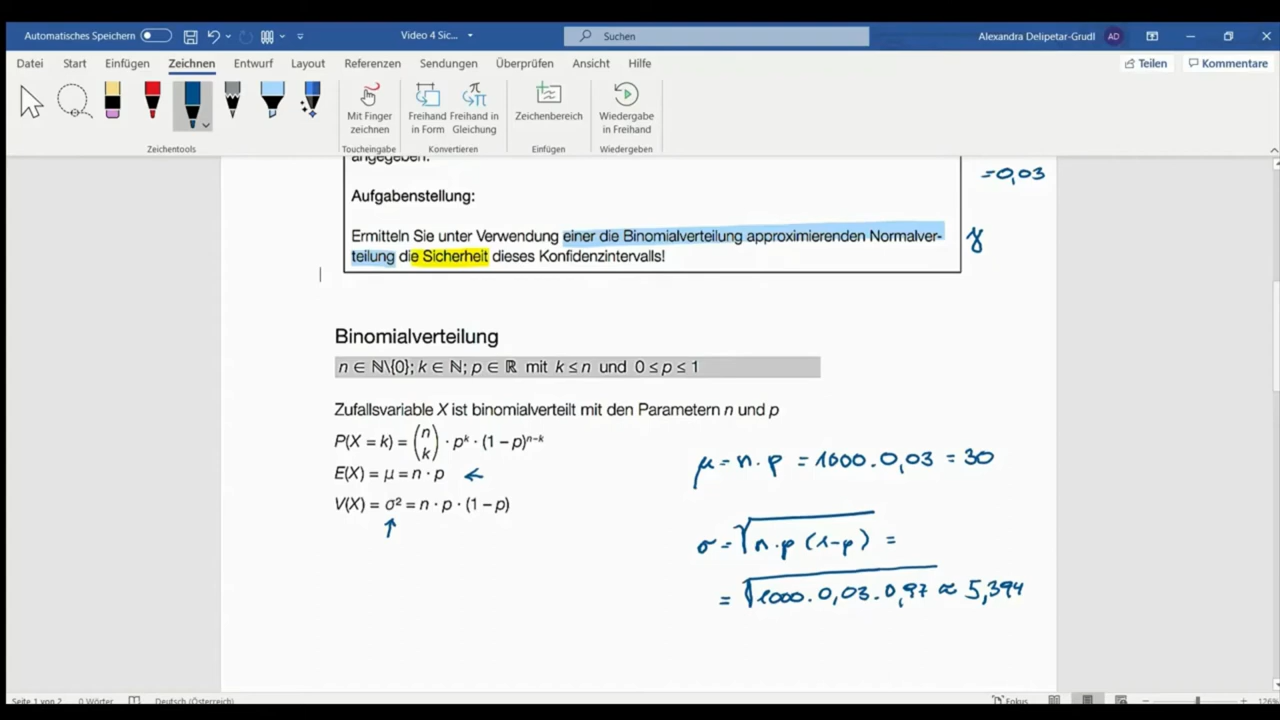 Automatisches Speichern
Video 4 Sic...
Suchen
Alexandra Delipetar-Grudl
AD
Datei Start Einfügen Zeichnen Entwurf Layout Referenzen Sendungen Überprüfen Ansicht Hilfe
Teilen Kommentare
Mit Finger zeichnen
Freihand in Form
Freihand in Gleichung
Zeichenbereich
Wiedergabe in Freihand
Zeichentools Toucheingabe Konvertieren Einfügen Wiedergeben
angegeben.
=0,03
Aufgabenstellung:
Ermitteln Sie unter Verwendung einer die Binomialverteilung approximierenden Normalver-
teilung die Sicherheit dieses Konfidenzintervalls!
γ
Binomialverteilung
n ∈ ℕ\{0}; k ∈ ℕ; p ∈ ℝ mit k ≤ n und 0 ≤ p ≤ 1
Zufallsvariable X ist binomialverteilt mit den Parametern n und p
P(X = k) = (n k) · pᵏ · (1 – p)ⁿ⁻ᵏ
E(X) = μ = n · p ←
V(X) = σ² = n · p · (1 – p)
↑
μ = n · p = 1000 · 0,03 = 30
σ = √n · p (1-p) =
= √1000 · 0,03 · 0,97 ≈ 5,394
Seite 1 von 2 0 Wörter Deutsch (Österreich)
Fokus
126%